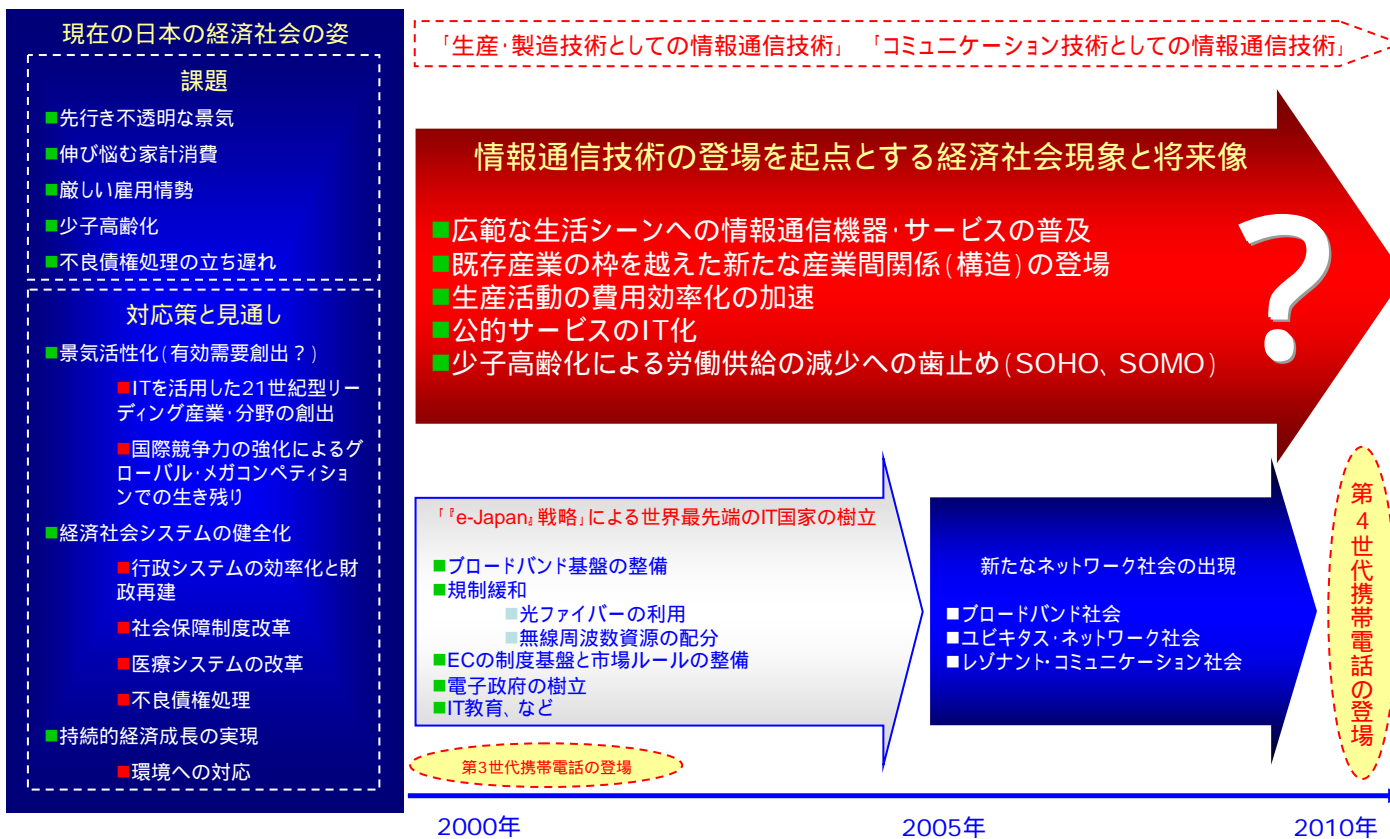 現在の日本の経済社会の姿
課題
■先行き不透明な景気
■伸び悩む家計消費
■厳しい雇用情勢
■少子高齢化
■不良債権処理の立ち遅れ
対応策と見通し
■景気活性化(有効需要創出？)
■ITを活用した21世紀型リー
ディング産業･分野の創出
■国際競争力の強化によるグ
ローバル･メガコンペティショ
ンでの生き残り
■経済社会システムの健全化
■行政システムの効率化と財
政再建
■社会保障制度改革
■医療システムの改革
■不良債権処理
■持続的経済成長の実現
■環境への対応
「生産･製造技術としての情報通信技術」 「コミュニケーション技術としての情報通信技術」
情報通信技術の登場を起点とする経済社会現象と将来像
■広範な生活シーンへの情報通信機器･サービスの普及
■既存産業の枠を越えた新たな産業間関係(構造)の登場
■生産活動の費用効率化の加速
■公的サービスのIT化
■少子高齢化による労働供給の減少への歯止め(SOHO、SOMO)
?
「『e-Japan』戦略」による世界最先端のIT国家の樹立
■ブロードバンド基盤の整備
■規制緩和
■光ファイバーの利用
■無線周波数資源の配分
■ECの制度基盤と市場ルールの整備
■電子政府の樹立
■IT教育、など
新たなネットワーク社会の出現
■ブロードバンド社会
■ユビキタス･ネットワーク社会
■レゾナント･コミュニケーション社会
第4世代携帯電話の登場
第3世代携帯電話の登場
2000年
2005年
2010年